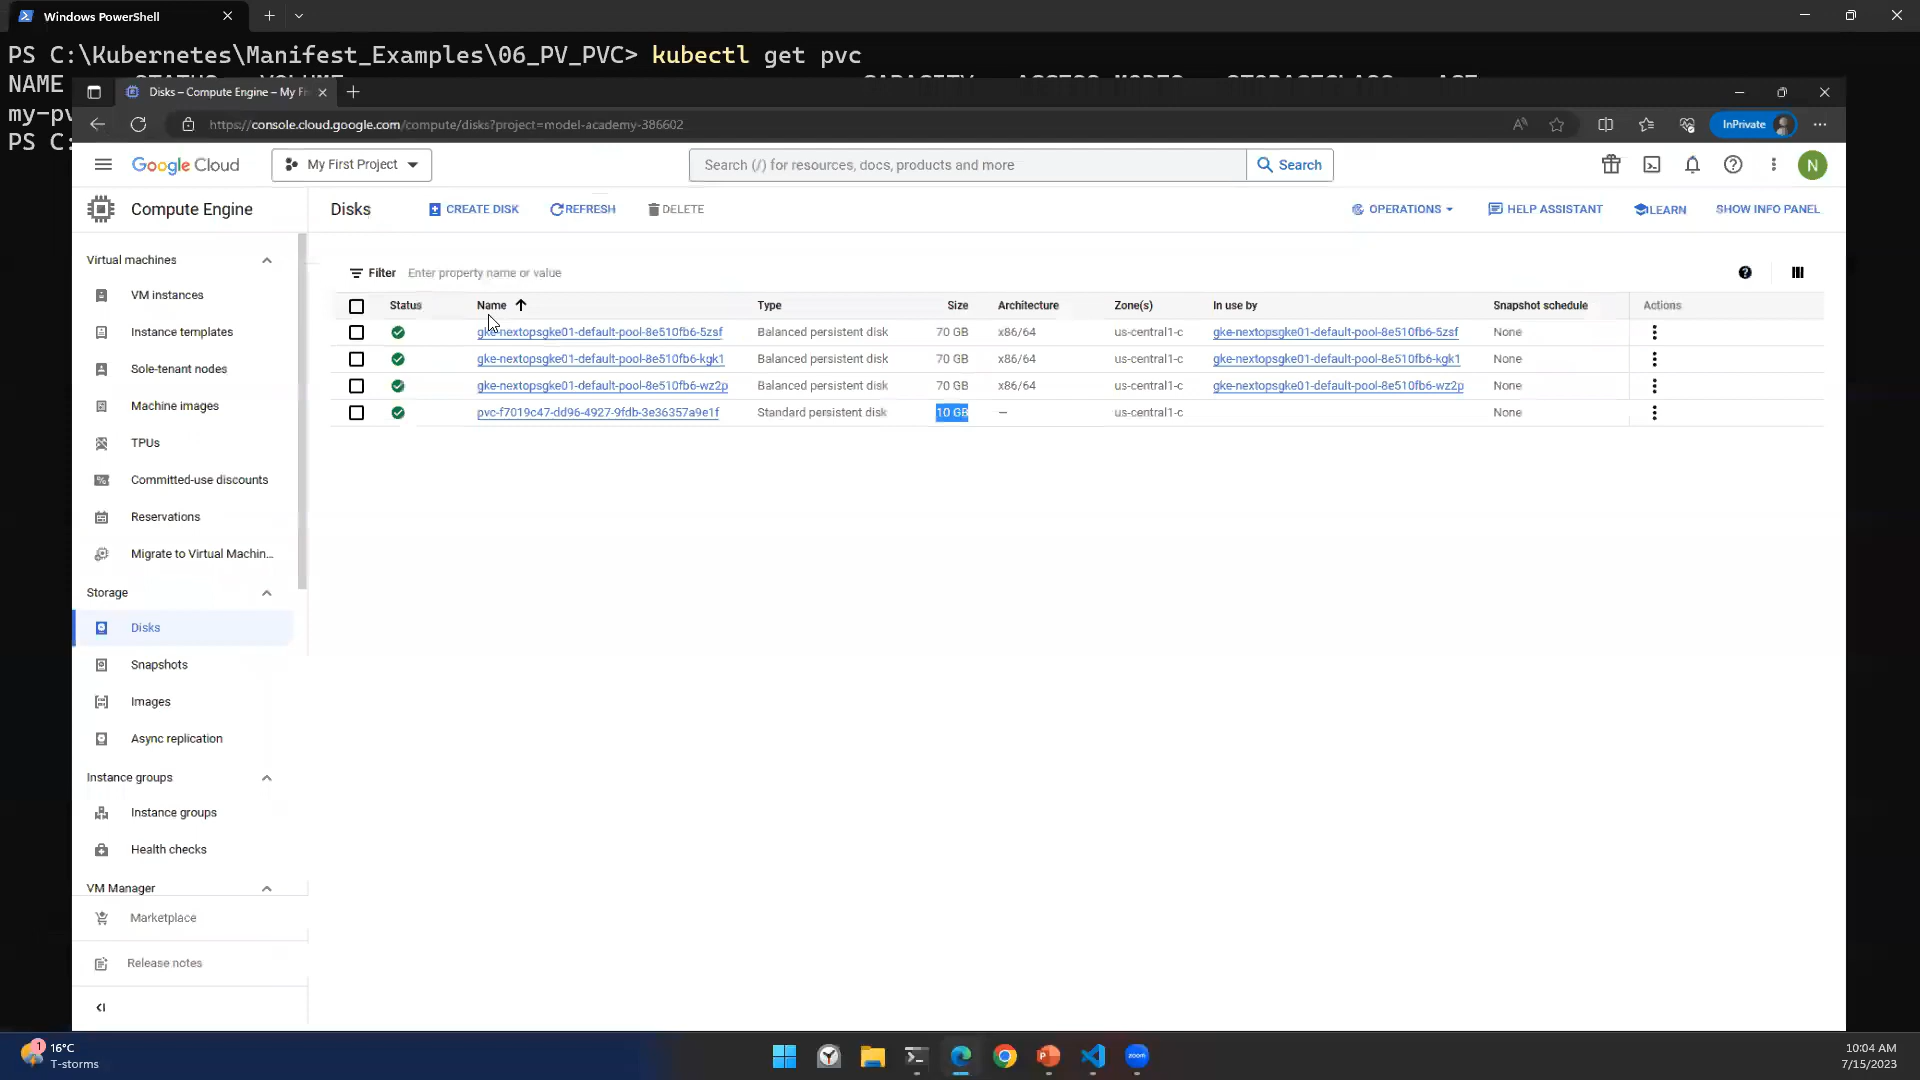 Windows PowerShell
PS C:\Kubernetes\Manifest_Examples\06_PV_PVC> kubectl get pvc
NAME STATUS VOLUME CAPACITY ACCESS MODES STORAGECLASS AGE
my-pv
PS C:
Disks – Compute Engine – My Fi
https://console.cloud.google.com/compute/disks?project=model-academy-386602
InPrivate
Google Cloud
My First Project
Search (/) for resources, docs, products and more
Search
N
Compute Engine
Disks
CREATE DISK
REFRESH
DELETE
OPERATIONS
HELP ASSISTANT
LEARN
SHOW INFO PANEL
Virtual machines
VM instances
Instance templates
Sole-tenant nodes
Machine images
TPUs
Committed-use discounts
Reservations
Migrate to Virtual Machin...
Storage
Disks
Snapshots
Images
Async replication
Instance groups
Instance groups
Health checks
VM Manager
Marketplace
Release notes
Filter Enter property name or value
Status Name Type Size Architecture Zone(s) In use by Snapshot schedule Actions
gke-nextopsgke01-default-pool-8e510fb6-5zsf Balanced persistent disk 70 GB x86/64 us-central1-c gke-nextopsgke01-default-pool-8e510fb6-5zsf None
gke-nextopsgke01-default-pool-8e510fb6-kgk1 Balanced persistent disk 70 GB x86/64 us-central1-c gke-nextopsgke01-default-pool-8e510fb6-kgk1 None
gke-nextopsgke01-default-pool-8e510fb6-wz2p Balanced persistent disk 70 GB x86/64 us-central1-c gke-nextopsgke01-default-pool-8e510fb6-wz2p None
pvc-f7019c47-dd96-4927-9fdb-3e36357a9e1f Standard persistent disk 10 GB — us-central1-c None
1
16°C
T-storms
zoom
10:04 AM
7/15/2023